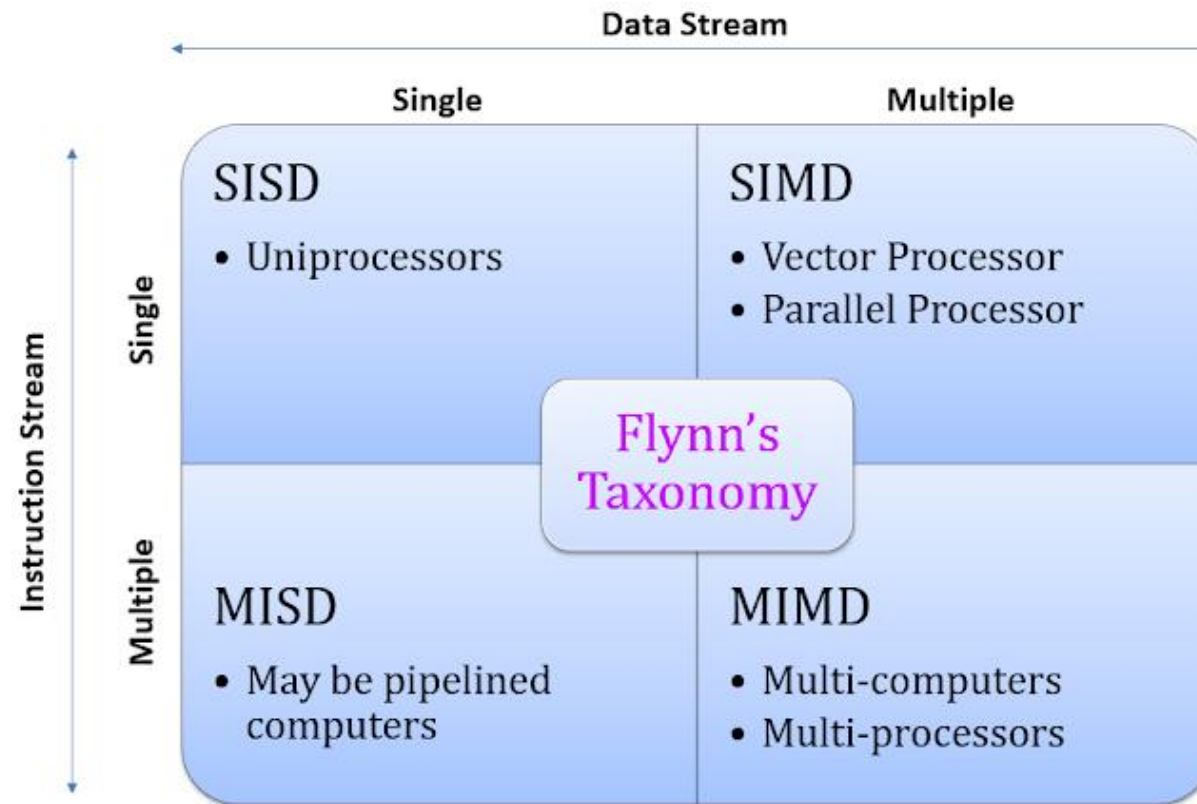 Data Stream
Single
Multiple
Instruction Stream
Single
SISD
• Uniprocessors
SIMD
• Vector Processor
• Parallel Processor
Flynn’s
Taxonomy
Multiple
MISD
• May be pipelined
computers
MIMD
• Multi-computers
• Multi-processors